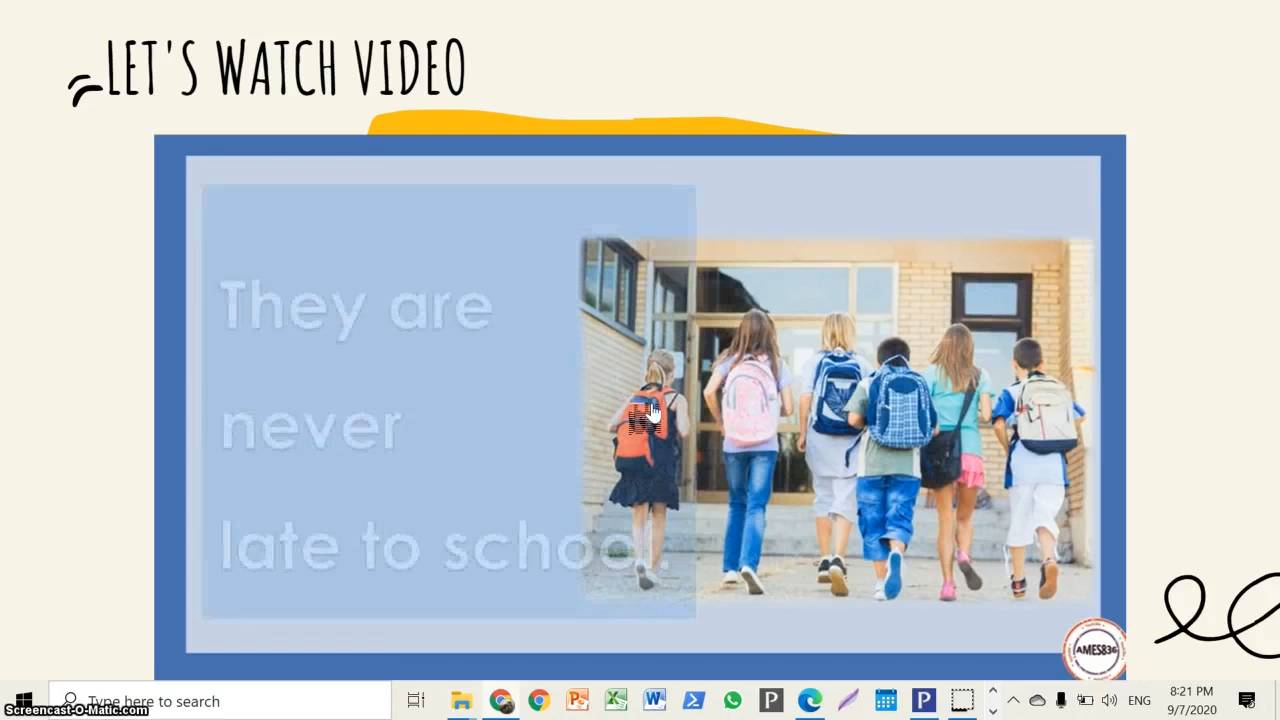 LET'S WATCH VIDEO
They are
never
late to school.
AMES836
Type here to search
ENG
8:21 PM
9/7/2020
Screencast-O-Matic.com